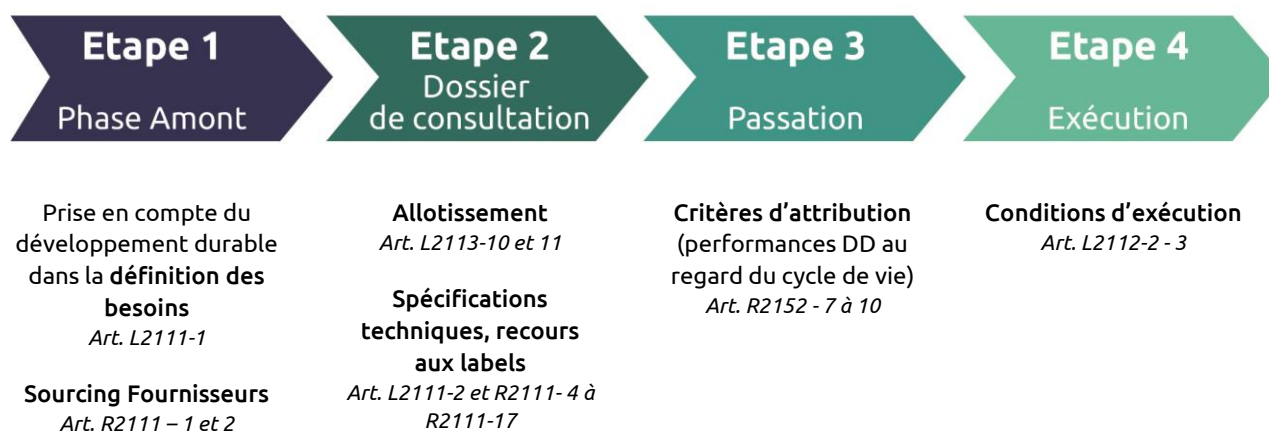 Etape 1
Phase Amont
Etape 2
Dossier
de consultation
Etape 3
Passation
Etape 4
Exécution
Prise en compte du
développement durable
dans la définition des
besoins
Art. L2111-1
Sourcing Fournisseurs
Art. R2111 – 1 et 2
Allotissement
Art. L2113-10 et 11
Spécifications
techniques, recours
aux labels
Art. L2111-2 et R2111- 4 à
R2111-17
Critères d’attribution
(performances DD au
regard du cycle de vie)
Art. R2152 - 7 à 10
Conditions d’exécution
Art. L2112-2 - 3